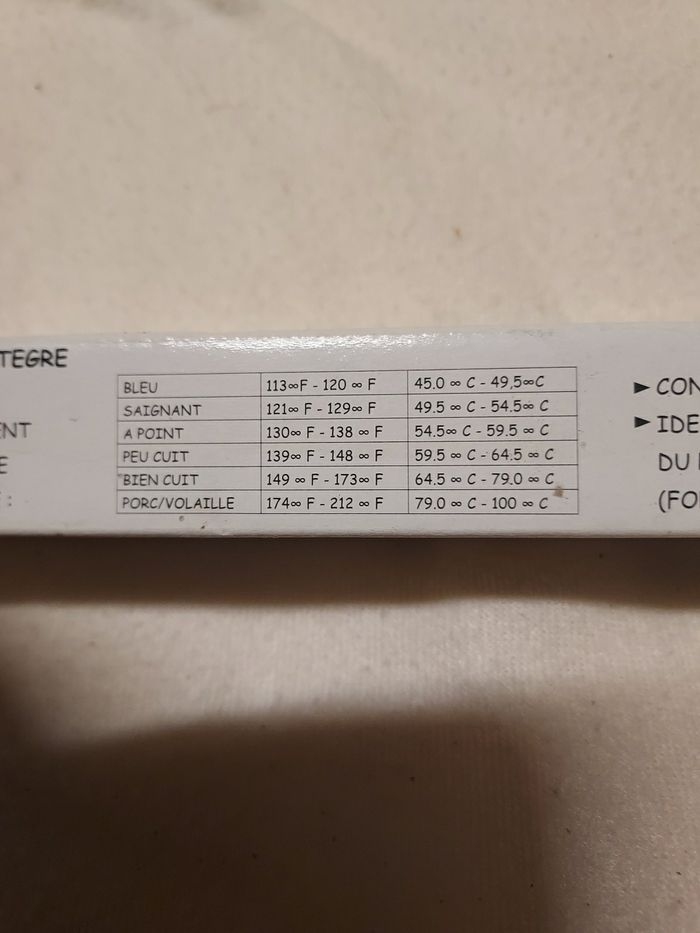 TEGRE
ENT
E
:
BLEU 113∞F - 120 ∞ F 45.0 ∞ C - 49,5∞C
SAIGNANT 121∞ F - 129∞ F 49.5 ∞ C - 54.5∞ C
A POINT 130∞ F - 138 ∞ F 54.5∞ C - 59.5 ∞ C
PEU CUIT 139∞ F - 148 ∞ F 59.5 ∞ C - 64.5 ∞ C
BIEN CUIT 149 ∞ F - 173∞ F 64.5 ∞ C - 79.0 ∞ C
PORC/VOLAILLE 174∞ F - 212 ∞ F 79.0 ∞ C - 100 ∞ C
► CON
► IDE
DU
(FO